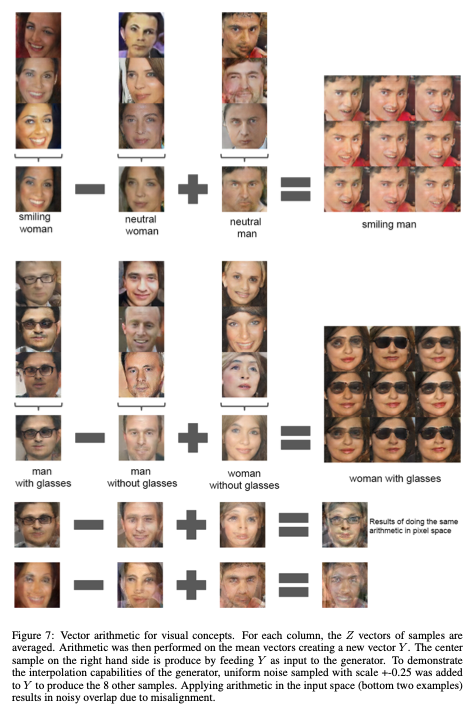 smiling
woman
neutral
woman
neutral
man
smiling man
man
with glasses
man
without glasses
woman
without glasses
woman with glasses
Results of doing the same
arithmetic in pixel space
Figure 7: Vector arithmetic for visual concepts. For each column, the Z vectors of samples are
averaged. Arithmetic was then performed on the mean vectors creating a new vector Y. The center
sample on the right hand side is produce by feeding Y as input to the generator. To demonstrate
the interpolation capabilities of the generator, uniform noise sampled with scale +-0.25 was added
to Y to produce the 8 other samples. Applying arithmetic in the input space (bottom two examples)
results in noisy overlap due to misalignment.